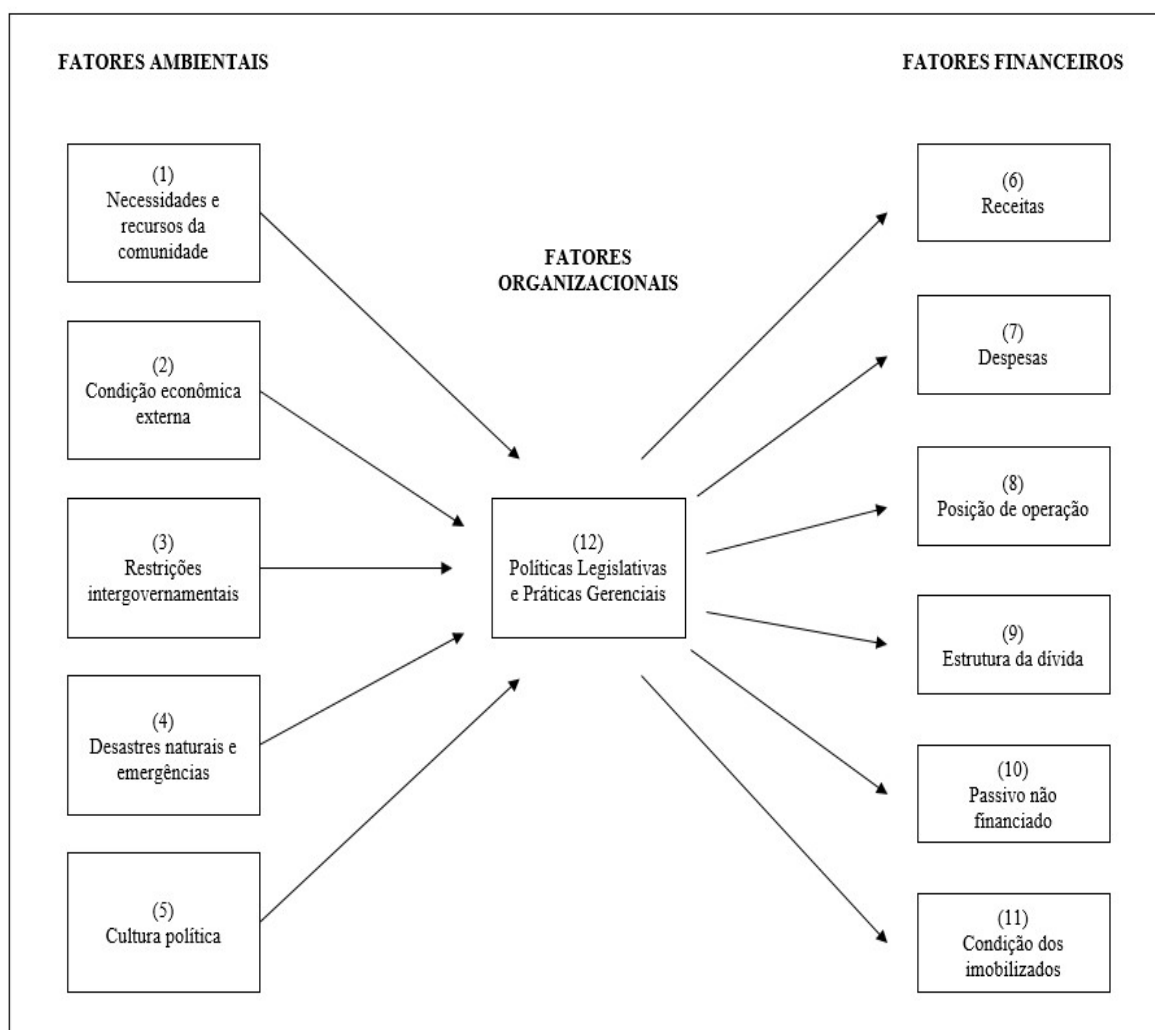 FATORES AMBIENTAIS
(1)
Necessidades e
recursos da
comunidade
(2)
Condição econômica
externa
(3)
Restrições
intergovernamentais
(4)
Desastres naturais e
emergências
(5)
Cultura política
FATORES
ORGANIZACIONAIS
(12)
Políticas Legislativas
e Práticas Gerenciais
FATORES FINANCEIROS
(6)
Receitas
(7)
Despesas
(8)
Posição de operação
(9)
Estrutura da dívida
(10)
Passivo não
financiado
(11)
Condição dos
imobilizados